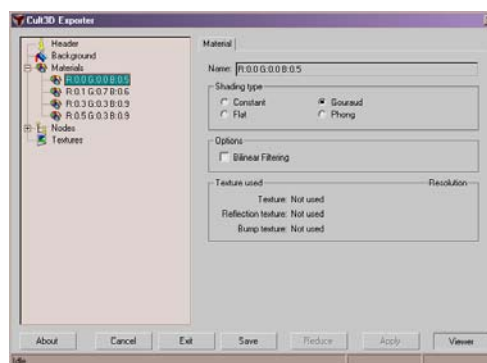 Cult3D Exporter
Header
Background
Materials
R:0.0 G:0.0 B:0.5
R:0.1 G:0.7 B:0.6
R:0.3 G:0.3 B:0.9
R:0.5 G:0.3 B:0.9
Nodes
Textures
Material
Name: R:0.0 G:0.0 B:0.5
Shading type
Constant Gouraud
Flat Phong
Options
Bilinear Filtering
Texture used Resolution
Texture: Not used
Reflection texture: Not used
Bump texture: Not used
About Cancel Exit Save Reduce Apply Viewer
Idle